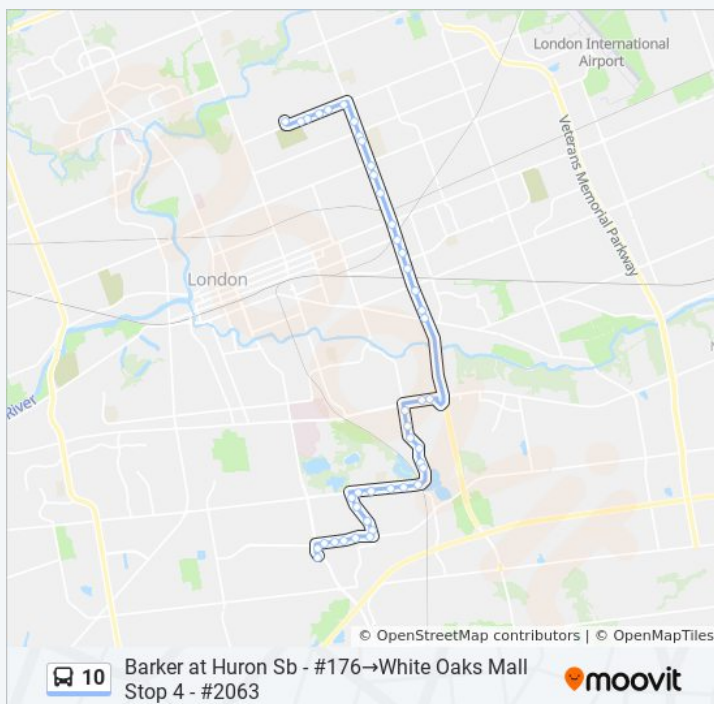 London International
Airport
Veterans Memorial Parkway
London
River
© OpenStreetMap contributors | © OpenMapTiles
10
Barker at Huron Sb - #176→White Oaks Mall
Stop 4 - #2063
moovit